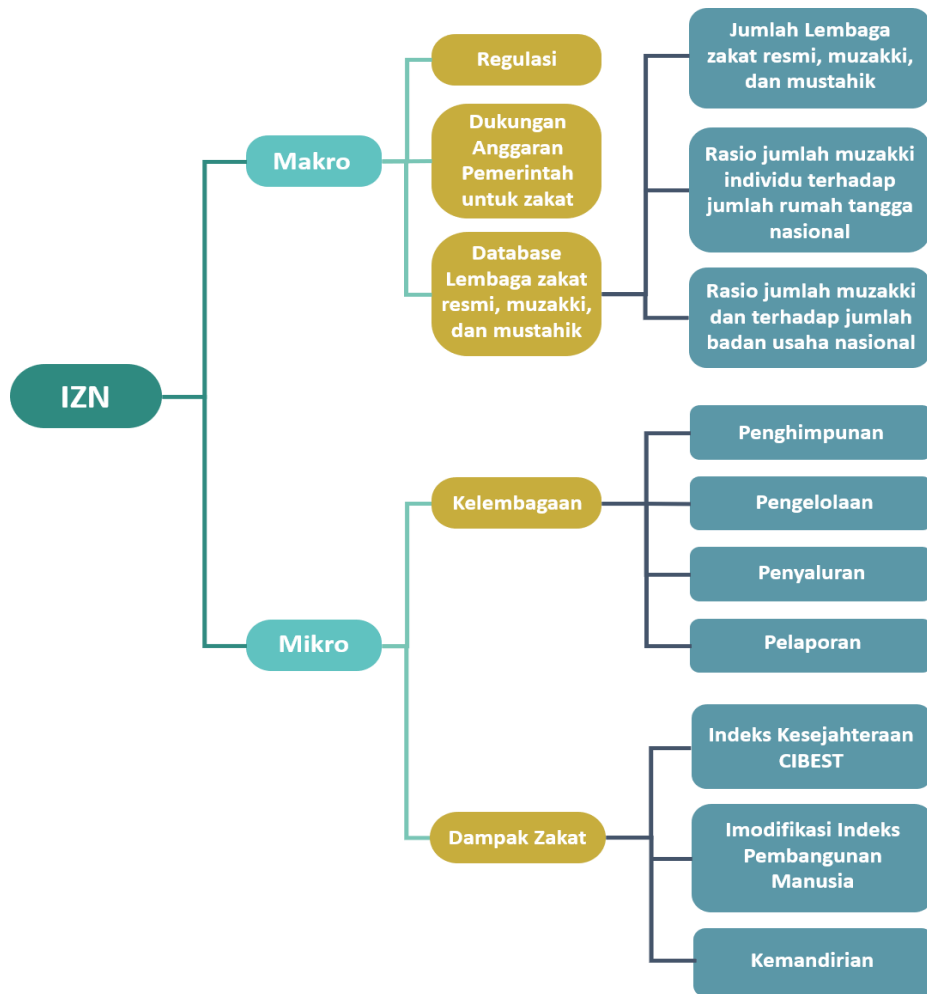 IZN
Makro
Regulasi
Dukungan
Anggaran
Pemerintah
untuk zakat
Database
Lembaga zakat
resmi, muzakki,
dan mustahik
Jumlah Lembaga
zakat resmi, muzakki,
dan mustahik
Rasio jumlah muzakki
individu terhadap
jumlah rumah tangga
nasional
Rasio jumlah muzakki
dan terhadap jumlah
badan usaha nasional
Mikro
Kelembagaan
Penghimpunan
Pengelolaan
Penyaluran
Pelaporan
Dampak Zakat
Indeks Kesejahteraan
CIBEST
Imodifikasi Indeks
Pembangunan
Manusia
Kemandirian